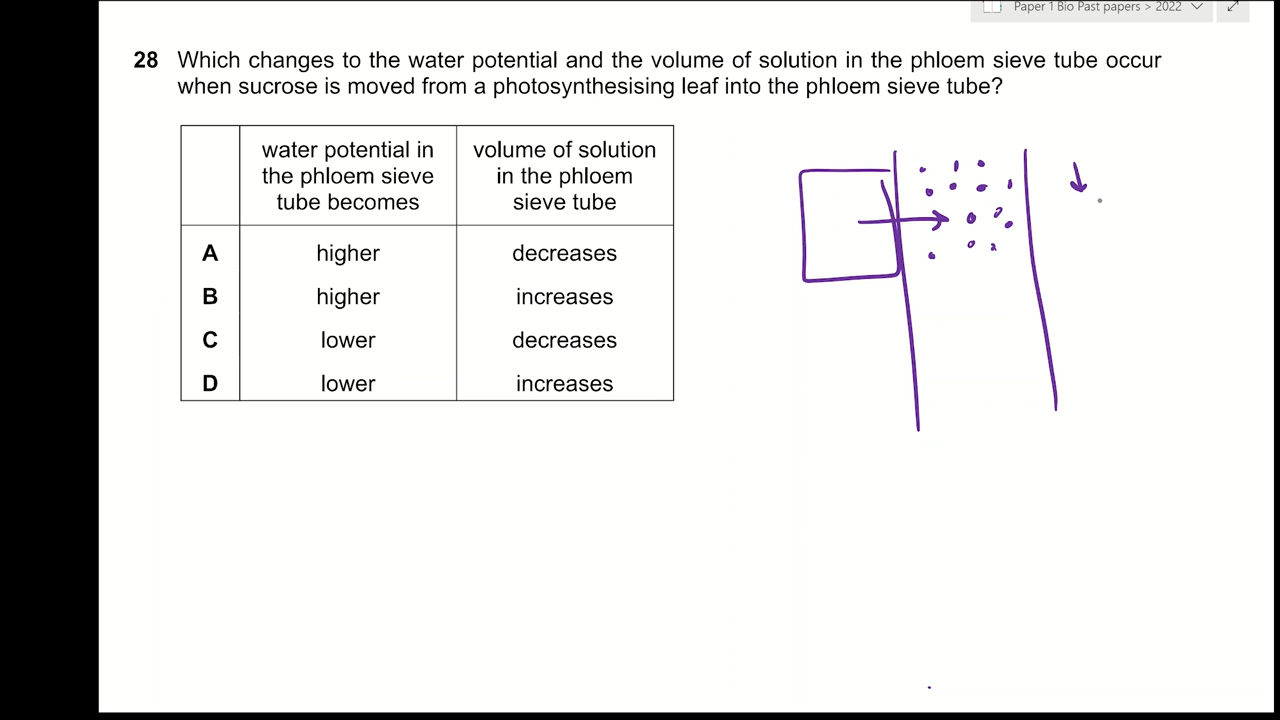 Paper 1 Bio Past papers > 2022
28 Which changes to the water potential and the volume of solution in the phloem sieve tube occur
when sucrose is moved from a photosynthesising leaf into the phloem sieve tube?
water potential in
the phloem sieve
tube becomes
volume of solution
in the phloem
sieve tube
A higher decreases
B higher increases
C lower decreases
D lower increases